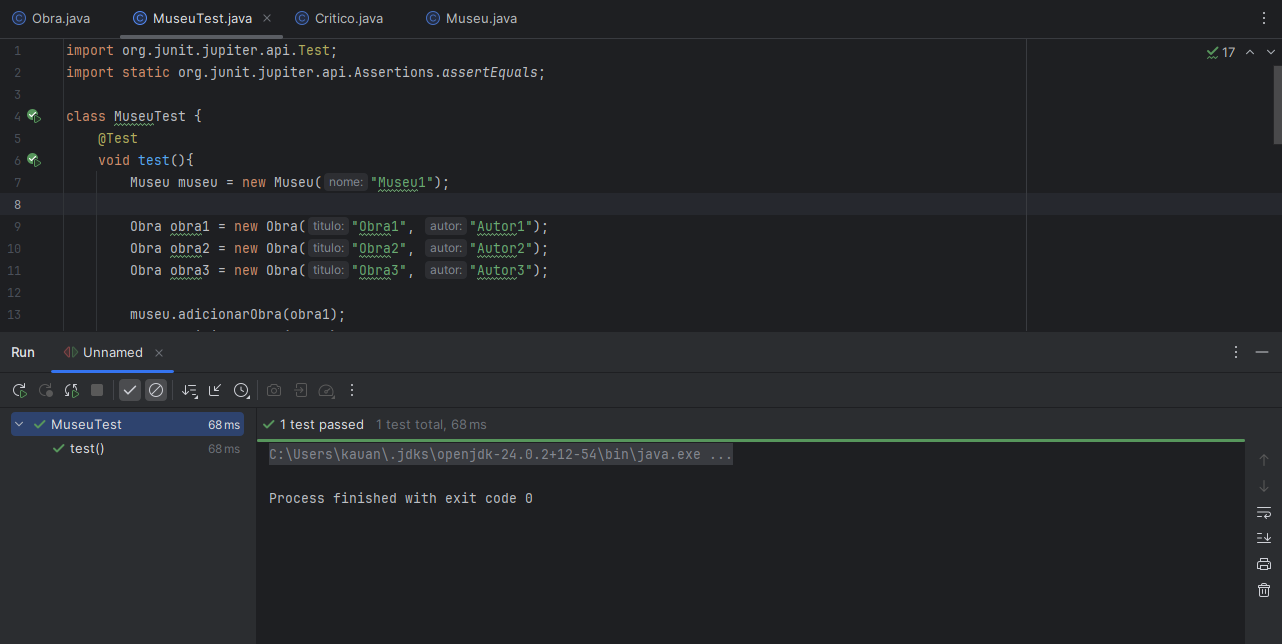 Obra.java MuseuTest.java Critico.java Museu.java
1 import org.junit.jupiter.api.Test; 17
2 import static org.junit.jupiter.api.Assertions.assertEquals;
3
4 class MuseuTest {
5 @Test
6 void test(){
7 Museu museu = new Museu( nome: "Museu1");
8
9 Obra obra1 = new Obra( titulo: "Obra1", autor: "Autor1");
10 Obra obra2 = new Obra( titulo: "Obra2", autor: "Autor2");
11 Obra obra3 = new Obra( titulo: "Obra3", autor: "Autor3");
12
13 museu.adicionarObra(obra1);
Run Unnamed
MuseuTest 68 ms
test() 68 ms
1 test passed 1 test total, 68 ms
C:\Users\kauan\.jdks\openjdk-24.0.2+12-54\bin\java.exe ...
Process finished with exit code 0